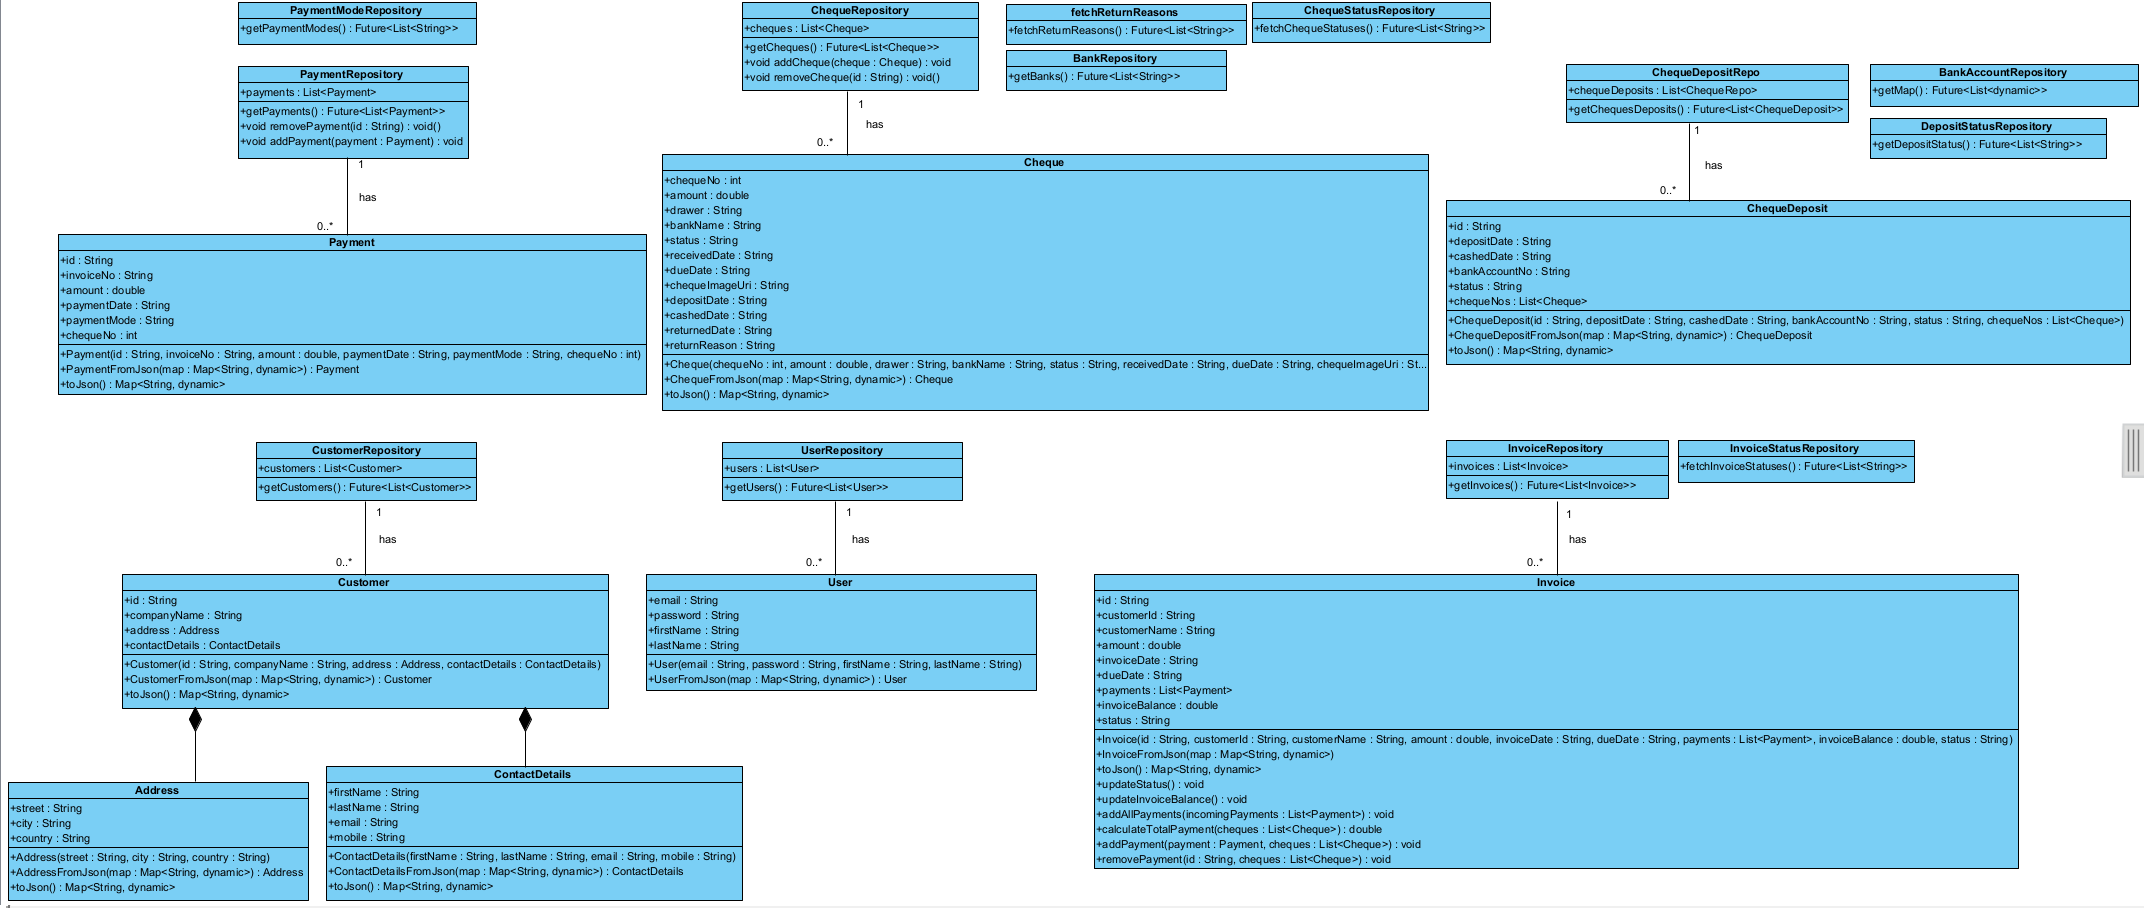 PaymentModeRepository
+getPaymentModes() : Future<List<String>>
PaymentRepository
+payments : List<Payment>
+getPayments() : Future<List<Payment>>
+void removePayment(id : String) : void()
+void addPayment(payment : Payment) : void
1
has
0..*
Payment
+id : String
+invoiceNo : String
+amount : double
+paymentDate : String
+paymentMode : String
+chequeNo : int
+Payment(id : String, invoiceNo : String, amount : double, paymentDate : String, paymentMode : String, chequeNo : int)
+PaymentFromJson(map : Map<String, dynamic>) : Payment
+toJson() : Map<String, dynamic>
ChequeRepository
+cheques : List<Cheque>
+getCheques() : Future<List<Cheque>>
+void addCheque(cheque : Cheque) : void
+void removeCheque(id : String) : void()
1
has
0..*
fetchReturnReasons
+fetchReturnReasons() : Future<List<String>>
BankRepository
+getBanks() : Future<List<String>>
ChequeStatusRepository
+fetchChequeStatuses() : Future<List<String>>
Cheque
+chequeNo : int
+amount : double
+drawer : String
+bankName : String
+status : String
+receivedDate : String
+dueDate : String
+chequeImageUri : String
+depositDate : String
+cashedDate : String
+returnedDate : String
+returnReason : String
+Cheque(chequeNo : int, amount : double, drawer : String, bankName : String, status : String, receivedDate : String, dueDate : String, chequeImageUri : St...
+ChequeFromJson(map : Map<String, dynamic>) : Cheque
+toJson() : Map<String, dynamic>
ChequeDepositRepo
+chequeDeposits : List<ChequeRepo>
+getChequesDeposits() : Future<List<ChequeDeposit>>
1
has
0..*
BankAccountRepository
+getMap() : Future<List<dynamic>>
DepositStatusRepository
+getDepositStatus() : Future<List<String>>
ChequeDeposit
+id : String
+depositDate : String
+cashedDate : String
+bankAccountNo : String
+status : String
+chequeNos : List<Cheque>
+ChequeDeposit(id : String, depositDate : String, cashedDate : String, bankAccountNo : String, status : String, chequeNos : List<Cheque>)
+ChequeDepositFromJson(map : Map<String, dynamic>) : ChequeDeposit
+toJson() : Map<String, dynamic>
CustomerRepository
+customers : List<Customer>
+getCustomers() : Future<List<Customer>>
1
has
0..*
Customer
+id : String
+companyName : String
+address : Address
+contactDetails : ContactDetails
+Customer(id : String, companyName : String, address : Address, contactDetails : ContactDetails)
+CustomerFromJson(map : Map<String, dynamic>) : Customer
+toJson() : Map<String, dynamic>
Address
+street : String
+city : String
+country : String
+Address(street : String, city : String, country : String)
+AddressFromJson(map : Map<String, dynamic>) : Address
+toJson() : Map<String, dynamic>
ContactDetails
+firstName : String
+lastName : String
+email : String
+mobile : String
+ContactDetails(firstName : String, lastName : String, email : String, mobile : String)
+ContactDetailsFromJson(map : Map<String, dynamic>) : ContactDetails
+toJson() : Map<String, dynamic>
UserRepository
+users : List<User>
+getUsers() : Future<List<User>>
1
has
0..*
User
+email : String
+password : String
+firstName : String
+lastName : String
+User(email : String, password : String, firstName : String, lastName : String)
+UserFromJson(map : Map<String, dynamic>) : User
InvoiceRepository
+invoices : List<Invoice>
+getInvoices() : Future<List<Invoice>>
InvoiceStatusRepository
+fetchInvoiceStatuses() : Future<List<String>>
1
has
0..*
Invoice
+id : String
+customerId : String
+customerName : String
+amount : double
+invoiceDate : String
+dueDate : String
+payments : List<Payment>
+invoiceBalance : double
+status : String
+Invoice(id : String, customerId : String, customerName : String, amount : double, invoiceDate : String, dueDate : String, payments : List<Payment>, invoiceBalance : double, status : String)
+InvoiceFromJson(map : Map<String, dynamic>)
+toJson() : Map<String, dynamic>
+updateStatus() : void
+updateInvoiceBalance() : void
+addAllPayments(incomingPayments : List<Payment>) : void
+calculateTotalPayment(cheques : List<Cheque>) : double
+addPayment(payment : Payment, cheques : List<Cheque>) : void
+removePayment(id : String, cheques : List<Cheque>) : void